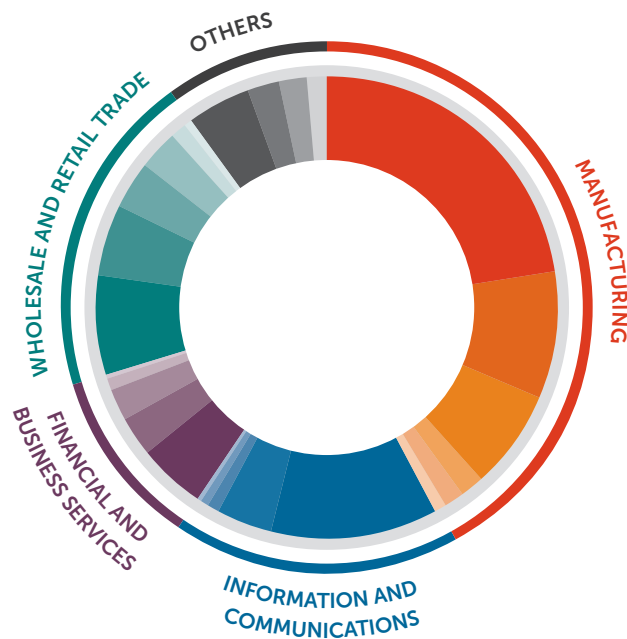 OTHERS
MANUFACTURING
WHOLESALE AND RETAIL TRADE
FINANCIAL AND
BUSINESS SERVICES
INFORMATION AND
COMMUNICATIONS